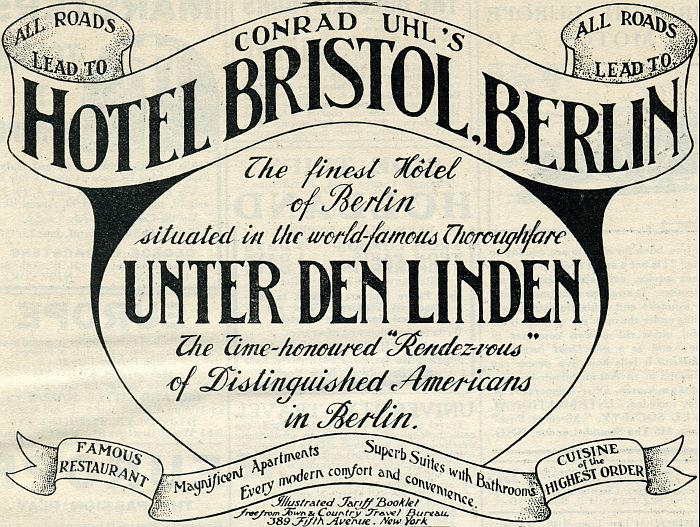 ALL ROADS
LEAD TO
CONRAD UHL'S
ALL ROADS
LEAD TO
HOTEL BRISTOL, BERLIN
The finest Hôtel
of Berlin
situated in the world-famous Thoroughfare
UNTER DEN LINDEN
The Time-honoured "Rendez-vous"
of Distinguished Americans
in Berlin.
FAMOUS
RESTAURANT
Magnificent Apartments
Superb Suites with Bathrooms
Every modern comfort and convenience.
CUISINE
of the
HIGHEST ORDER
Illustrated Tariff Booklet
free from Town & Country Travel Bureau
389 Fifth Avenue. New York